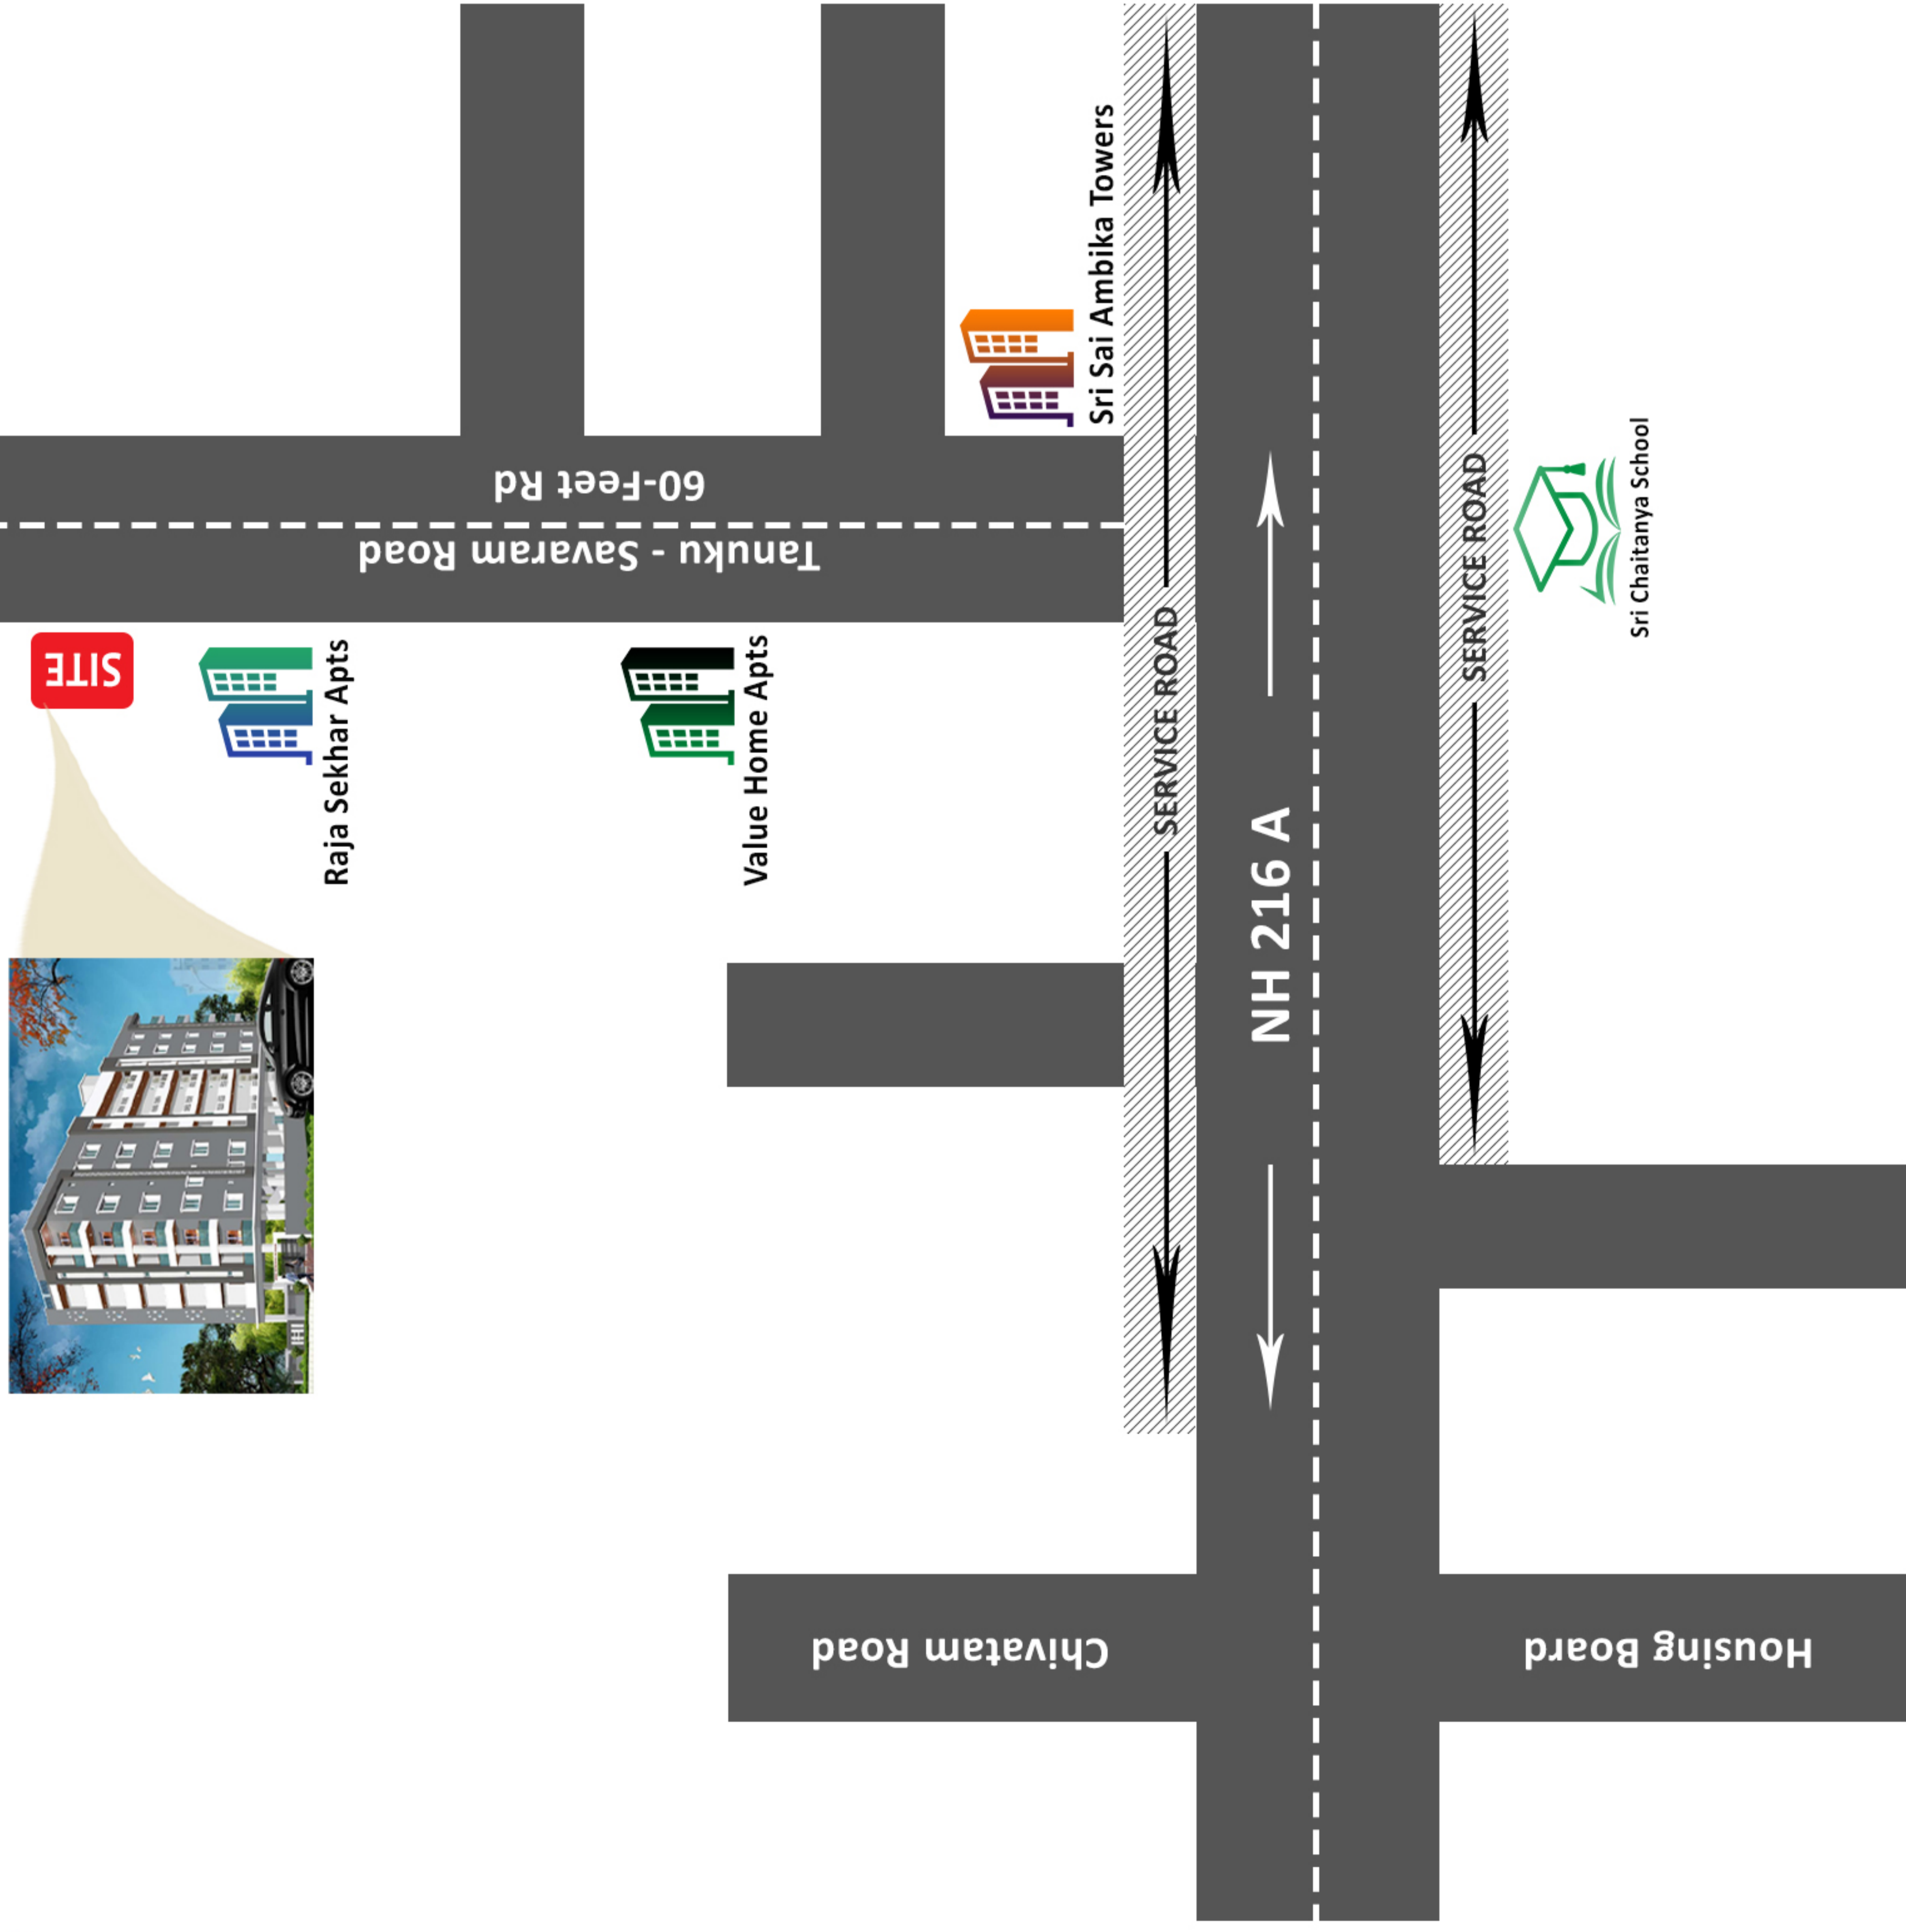 SITE
Raja Sekhar Apts
Value Home Apts
60-Feet Rd
Tanuku - Savaram Road
Sri Sai Ambika Towers
SERVICE ROAD
NH 216 A
SERVICE ROAD
Sri Chaitanya School
Chivatam Road
Housing Board